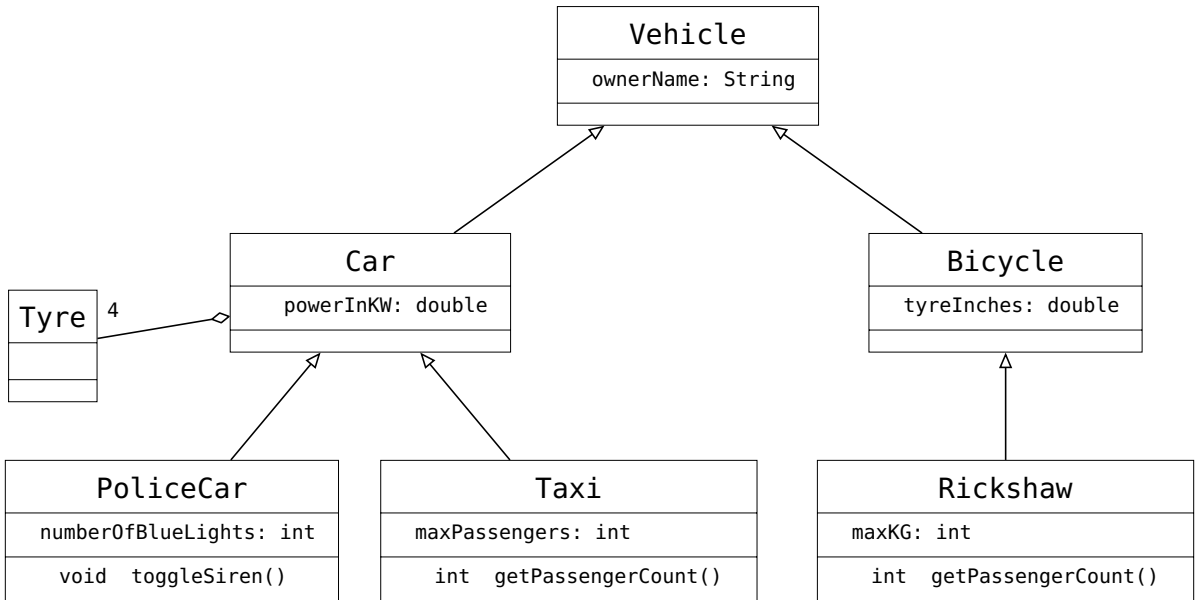 Vehicle
ownerName: String
Car
powerInKW: double
Bicycle
tyreInches: double
Tyre
4
PoliceCar
numberOfBlueLights: int
void toggleSiren()
Taxi
maxPassengers: int
int getPassengerCount()
Rickshaw
maxKG: int
int getPassengerCount()